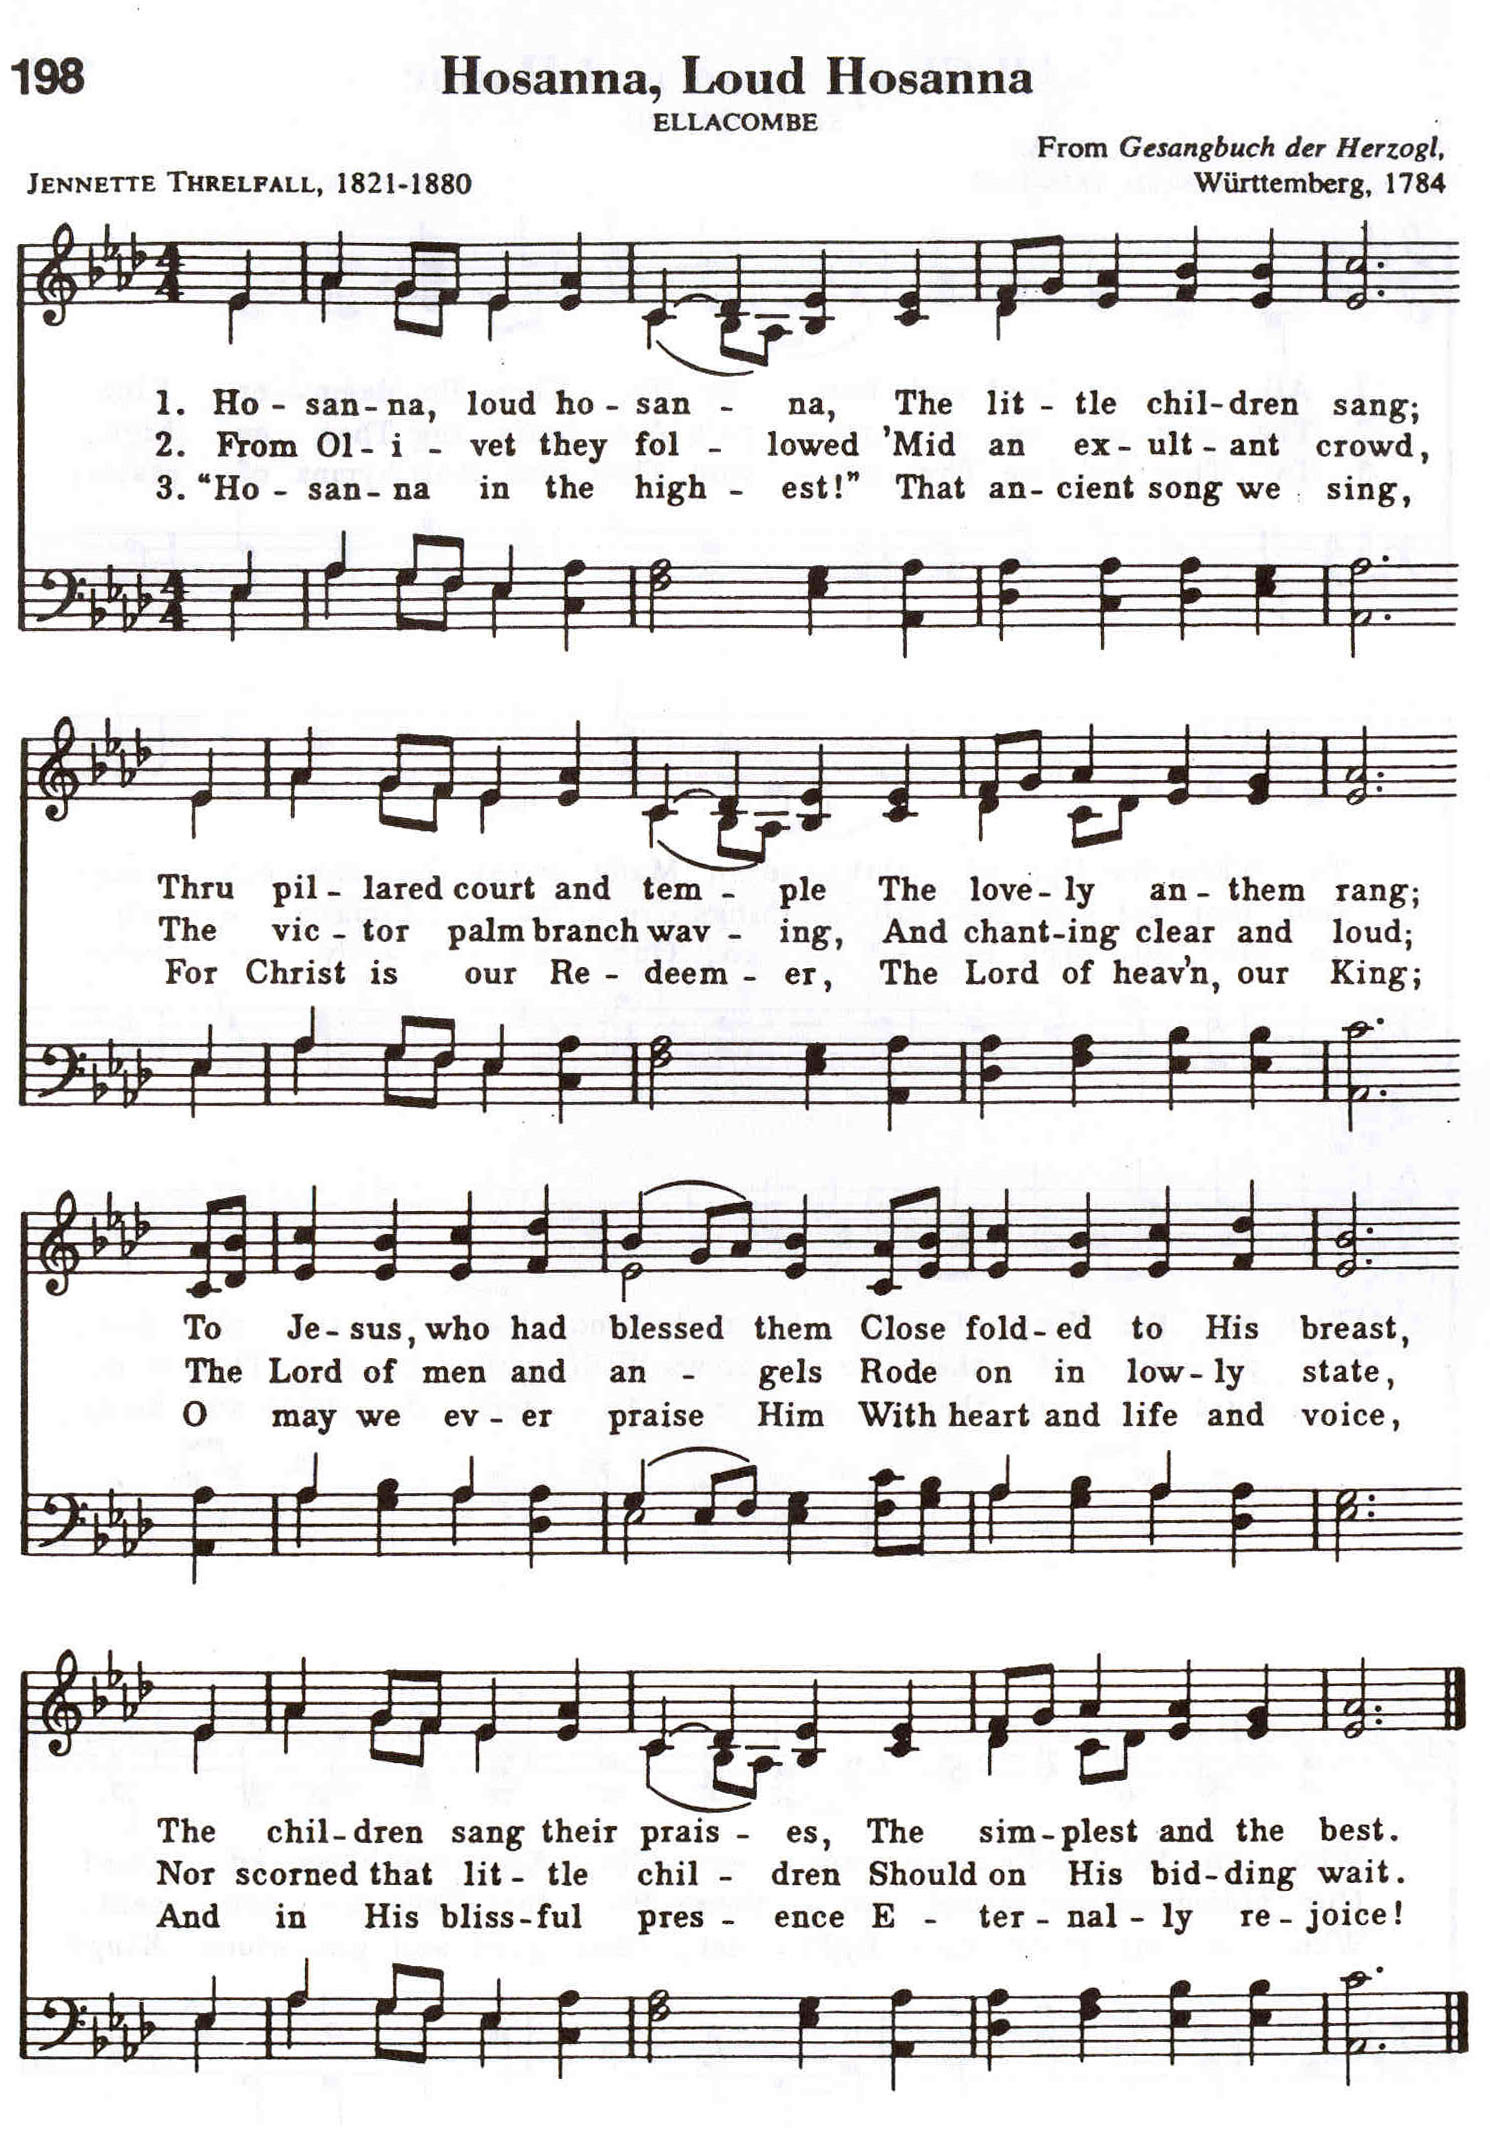 198
Hosanna, Loud Hosanna
ELLACOMBE
From Gesangbuch der Herzogl,
JENNETTE THRELFALL, 1821-1880
Württemberg, 1784
1. Ho - san - na, loud ho - san - na, The lit - tle chil - dren sang;
2. From Ol - i - vet they fol - lowed 'Mid an ex - ult - ant crowd,
3. “Ho - san - na in the high - est!” That an - cient song we sing,
Thru pil - lared court and tem - ple The love - ly an - them rang;
The vic - tor palm branch wav - ing, And chant - ing clear and loud;
For Christ is our Re - deem - er, The Lord of heav'n, our King;
To Je - sus, who had blessed them Close fold - ed to His breast,
The Lord of men and an - gels Rode on in low - ly state,
O may we ev - er praise Him With heart and life and voice,
The chil - dren sang their prais - es, The sim - plest and the best.
Nor scorned that lit - tle chil - dren Should on His bid - ding wait.
And in His bliss - ful pres - ence E - ter - nal - ly re - joice!